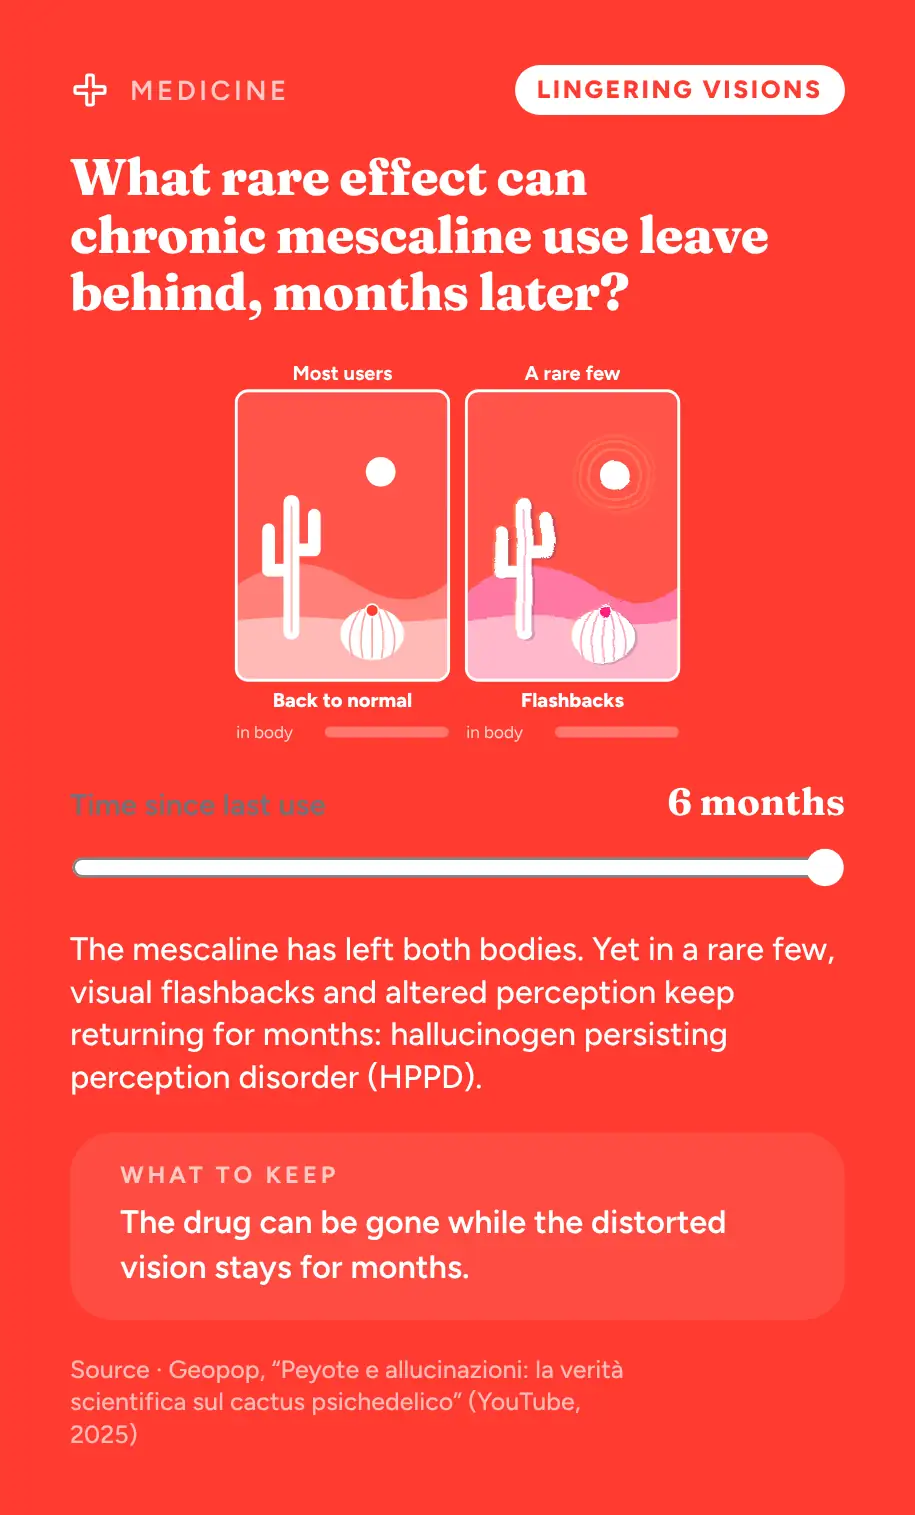 MEDICINE
LINGERING VISIONS
What rare effect can
chronic mescaline use leave
behind, months later?
Most users
A rare few
Back to normal
Flashbacks
in body
in body
Time since last use
6 months
The mescaline has left both bodies. Yet in a rare few,
visual flashbacks and altered perception keep
returning for months: hallucinogen persisting
perception disorder (HPPD).
WHAT TO KEEP
The drug can be gone while the distorted
vision stays for months.
Source · Geopop, “Peyote e allucinazioni: la verità
scientifica sul cactus psichedelico” (YouTube,
2025)